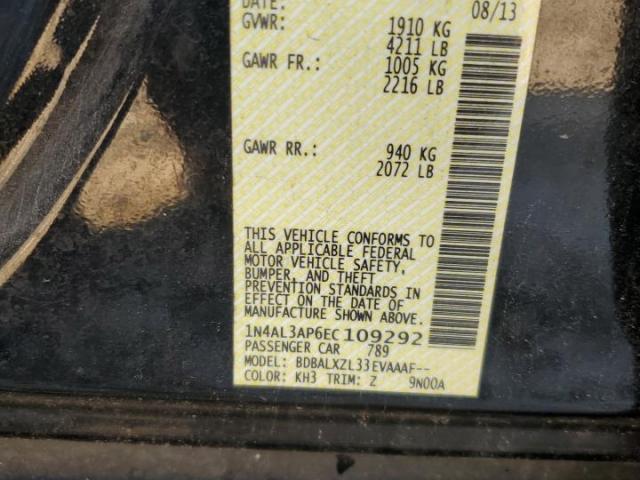 DATE: 08/13
GVWR: 1910 KG
4211 LB
GAWR FR.: 1005 KG
2216 LB
GAWR RR.: 940 KG
2072 LB
THIS VEHICLE CONFORMS TO
ALL APPLICABLE FEDERAL
MOTOR VEHICLE SAFETY,
BUMPER, AND THEFT
PREVENTION STANDARDS IN
EFFECT ON THE DATE OF
MANUFACTURE SHOWN ABOVE.
1N4AL3AP6EC109292
PASSENGER CAR 789
MODEL: BDBALXZL33EVAAAF--
COLOR: KH3 TRIM: Z 9N00A